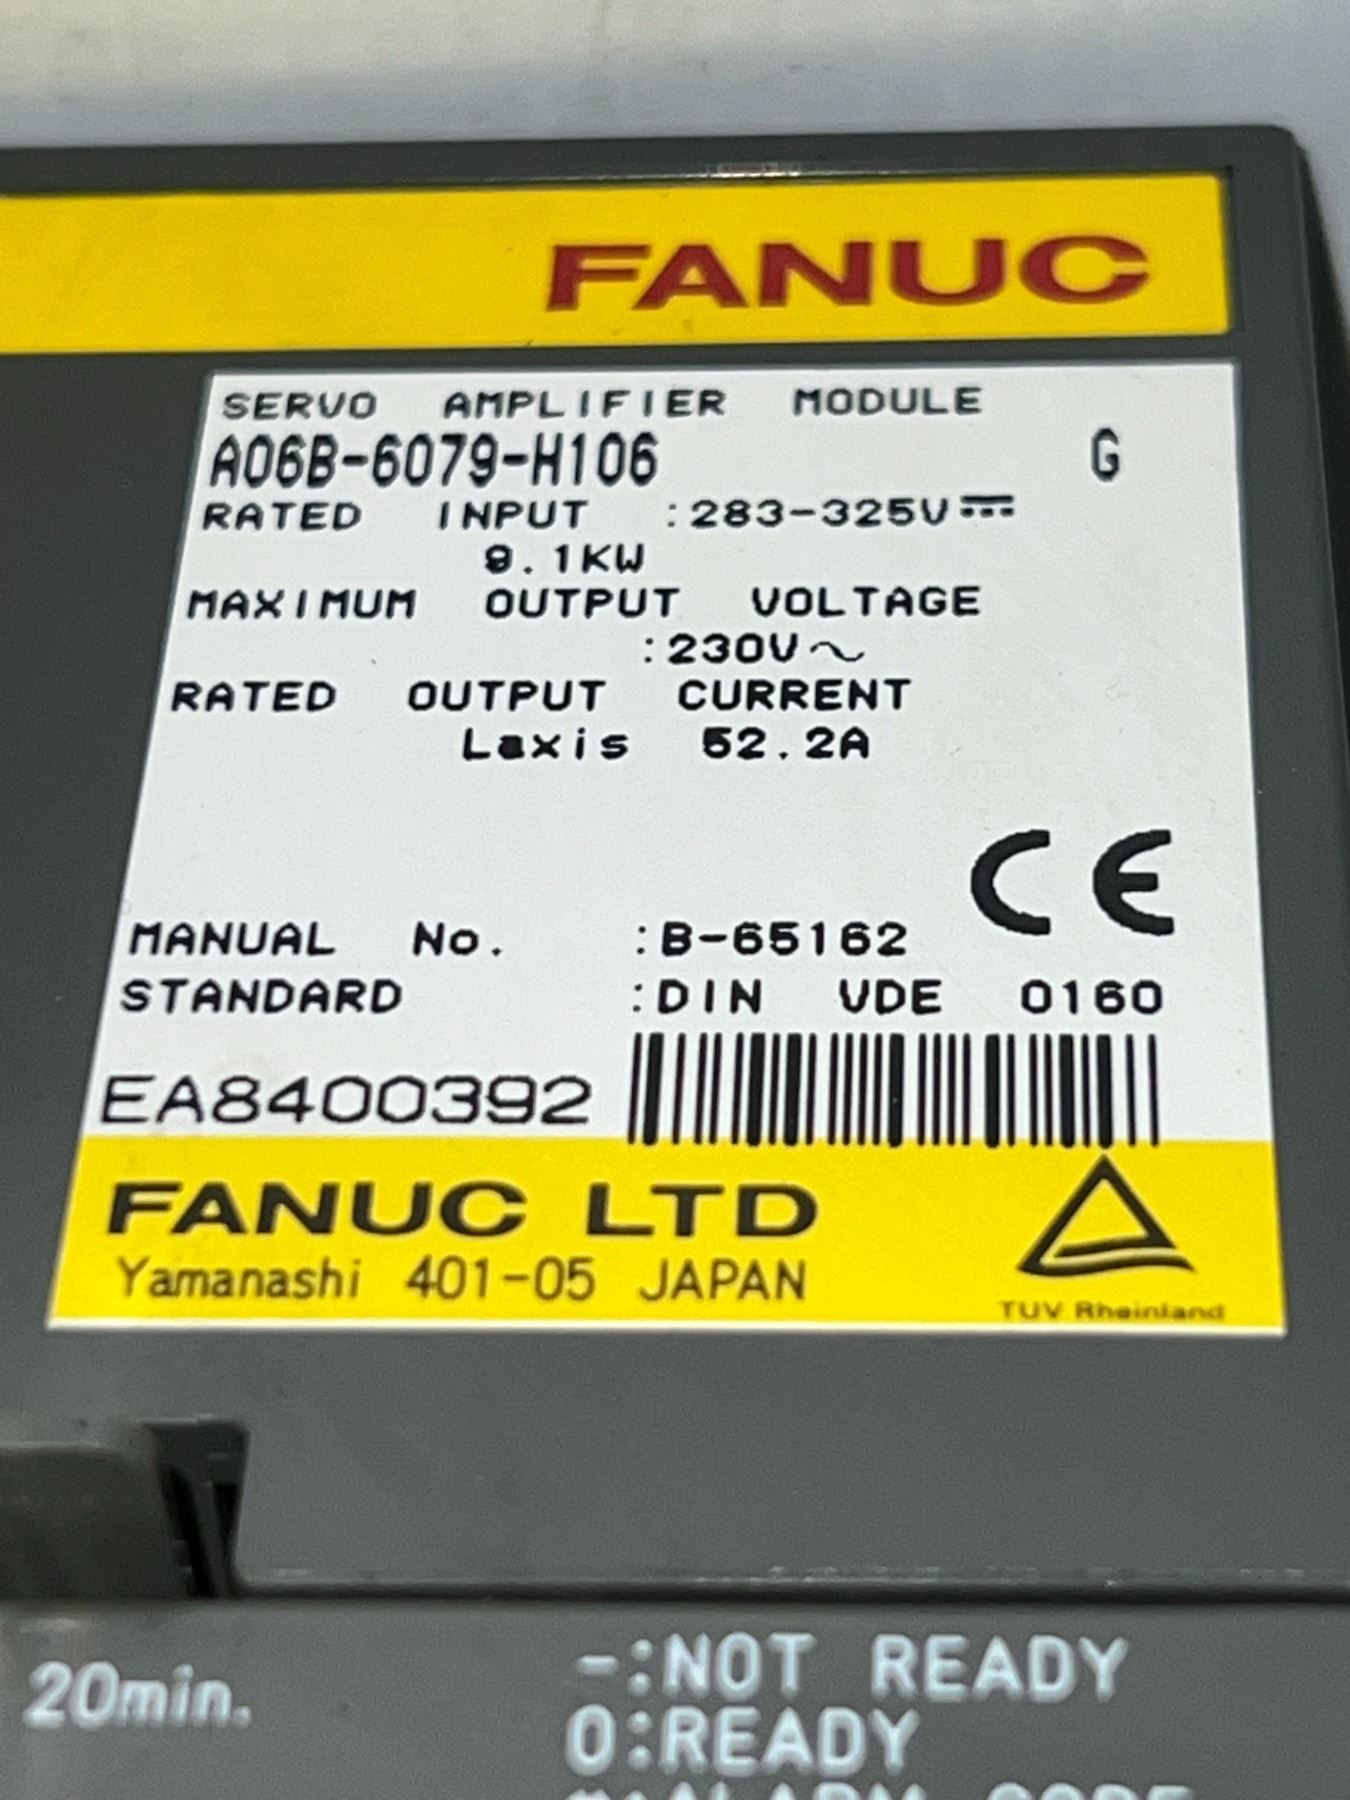 FANUC
SERVO AMPLIFIER MODULE
A06B-6079-H106 G
RATED INPUT :283-325V⎓
9.1KW
MAXIMUM OUTPUT VOLTAGE
:230V～
RATED OUTPUT CURRENT
Laxis 52.2A
CE
MANUAL No. :B-65162
STANDARD :DIN VDE 0160
EA8400392
FANUC LTD
Yamanashi 401-05 JAPAN
TUV Rheinland
20min.
-:NOT READY
0:READY
ALARM CODE